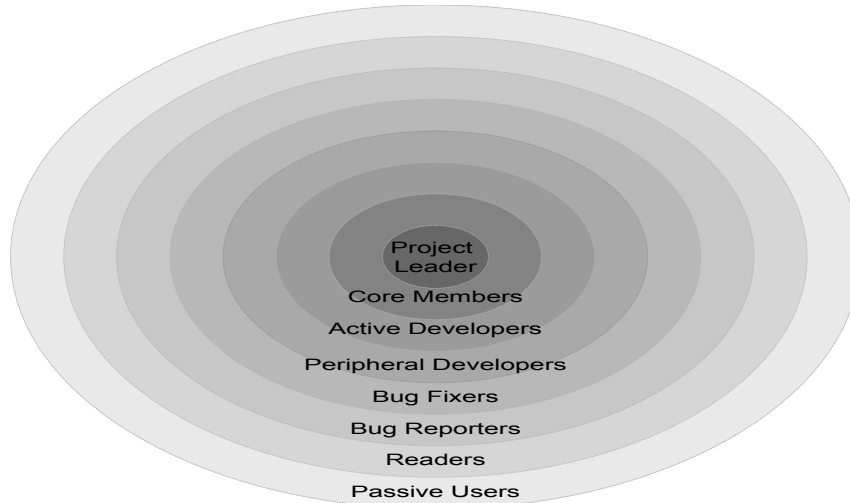 Project
Leader
Core Members
Active Developers
Peripheral Developers
Bug Fixers
Bug Reporters
Readers
Passive Users